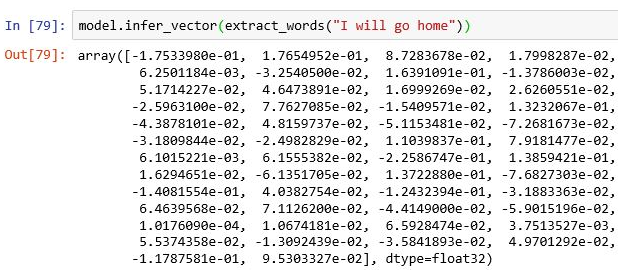 In [79]: model.infer_vector(extract_words("I will go home"))
Out[79]: array([-1.7533980e-01, 1.7654952e-01, 8.7283678e-02, 1.7998287e-02,
6.2501184e-03, -3.2540500e-02, 1.6391091e-01, -1.3786003e-02,
5.1714227e-02, 4.6473891e-02, 1.6999269e-02, 2.6260551e-02,
-2.5963100e-02, 7.7627085e-02, -1.5409571e-02, 1.3232067e-01,
-4.3878101e-02, 4.8159737e-02, -5.1153481e-02, -7.2681673e-02,
-3.1809844e-02, -2.4982829e-02, 1.1039837e-01, 7.9181477e-02,
6.1015221e-03, 6.1555382e-02, -2.2586747e-01, 1.3859421e-01,
1.6294651e-02, -6.1351705e-02, 1.3722880e-01, -7.6827303e-02,
-1.4081554e-01, 4.0382754e-02, -1.2432394e-01, -3.1883363e-02,
6.4639568e-02, 7.1126200e-02, -4.4149000e-02, -5.9015196e-02,
1.0176090e-04, 1.0674181e-02, 6.5928474e-02, 3.7513527e-03,
5.5374358e-02, -1.3092439e-02, -3.5841893e-02, 4.9701292e-02,
-1.1787581e-01, 9.5303327e-02], dtype=float32)